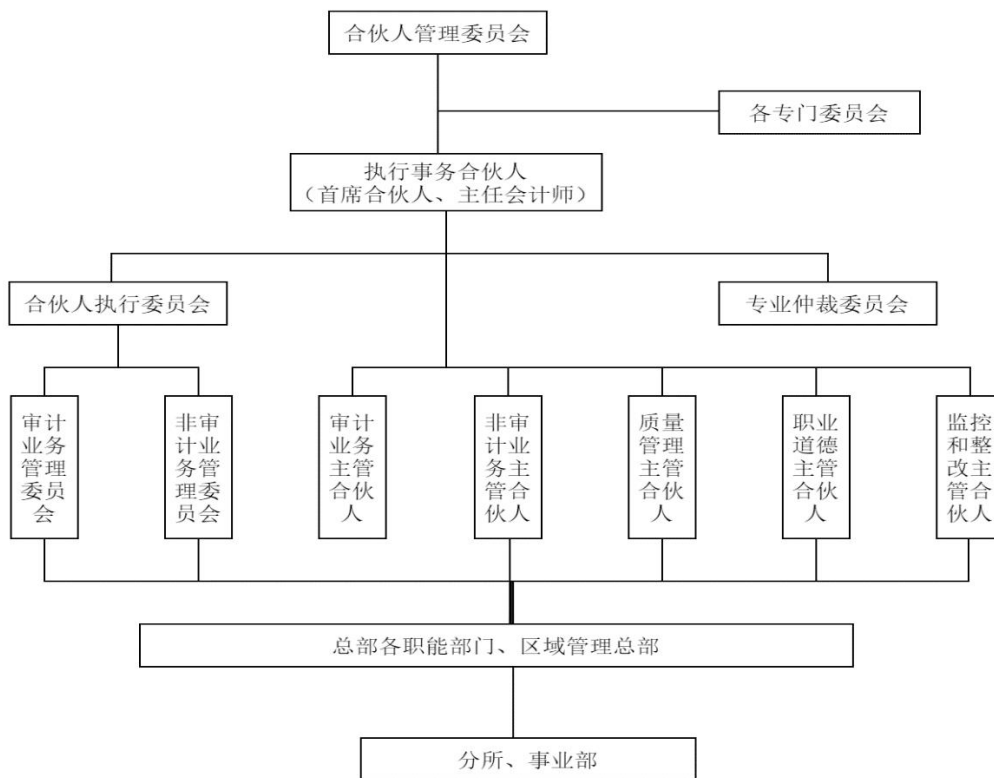 合伙人管理委员会
各专门委员会
执行事务合伙人
（首席合伙人、主任会计师）
合伙人执行委员会
专业仲裁委员会
审计
业务
管理
委员
会
非审
计业
务管
理委
员会
审计
业务
主管
合伙
人
非审
计业
务主
管合
伙人
质量
管理
主管
合伙
人
职业
道德
主管
合伙
人
监控
和整
改主
管合
伙人
总部各职能部门、区域管理总部
分所、事业部